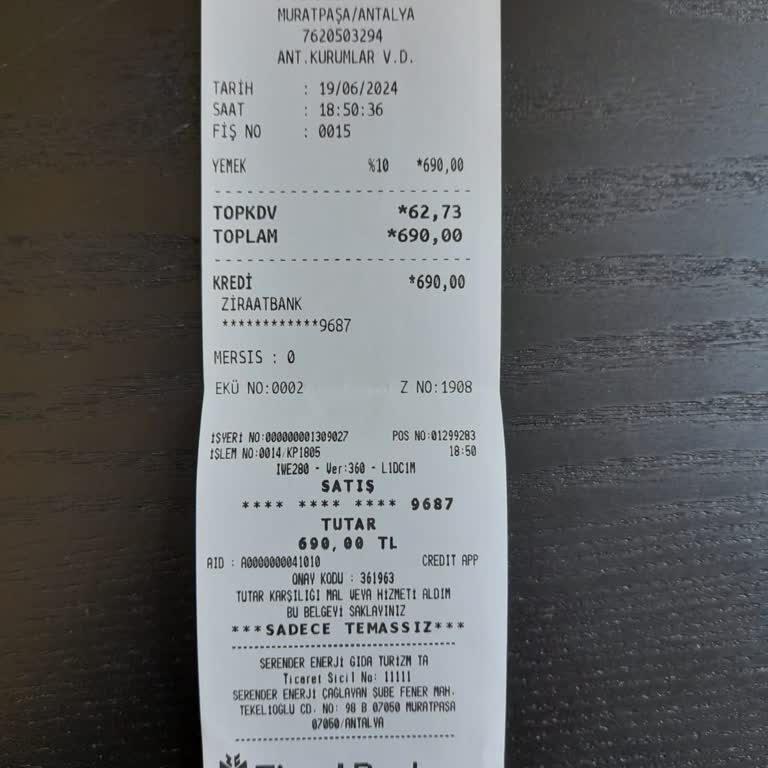 MURATPAŞA/ANTALYA
7620503294
ANT.KURUMLAR V.D.
TARİH : 19/06/2024
SAAT : 18:50:36
FİŞ NO : 0015
YEMEK %10 *690,00
TOPKDV *62,73
TOPLAM *690,00
KREDİ *690,00
ZİRAATBANK
************9687
MERSIS : 0
EKÜ NO:0002 Z NO:1908
İŞYERİ NO:000000001309027 POS NO:01299283
İŞLEM NO:0014/KP1805 18:50
IWE280 - Ver:360 - L1DC1M
SATIŞ
**** **** **** 9687
TUTAR
690,00 TL
AID : A0000000041010 CREDIT APP
ONAY KODU : 361963
TUTAR KARŞILIĞI MAL VEYA HİZMETİ ALDIM
BU BELGEYİ SAKLAYINIZ
***SADECE TEMASSIZ***
SERENDER ENERJİ GIDA TURİZM TA
Ticaret Sicil No: 11111
SERENDER ENERJİ ÇAĞLAYAN ŞUBE FENER MAH.
TEKELİOĞLU CD. NO: 98 B 07050 MURATPAŞA
07060/ANTALYA